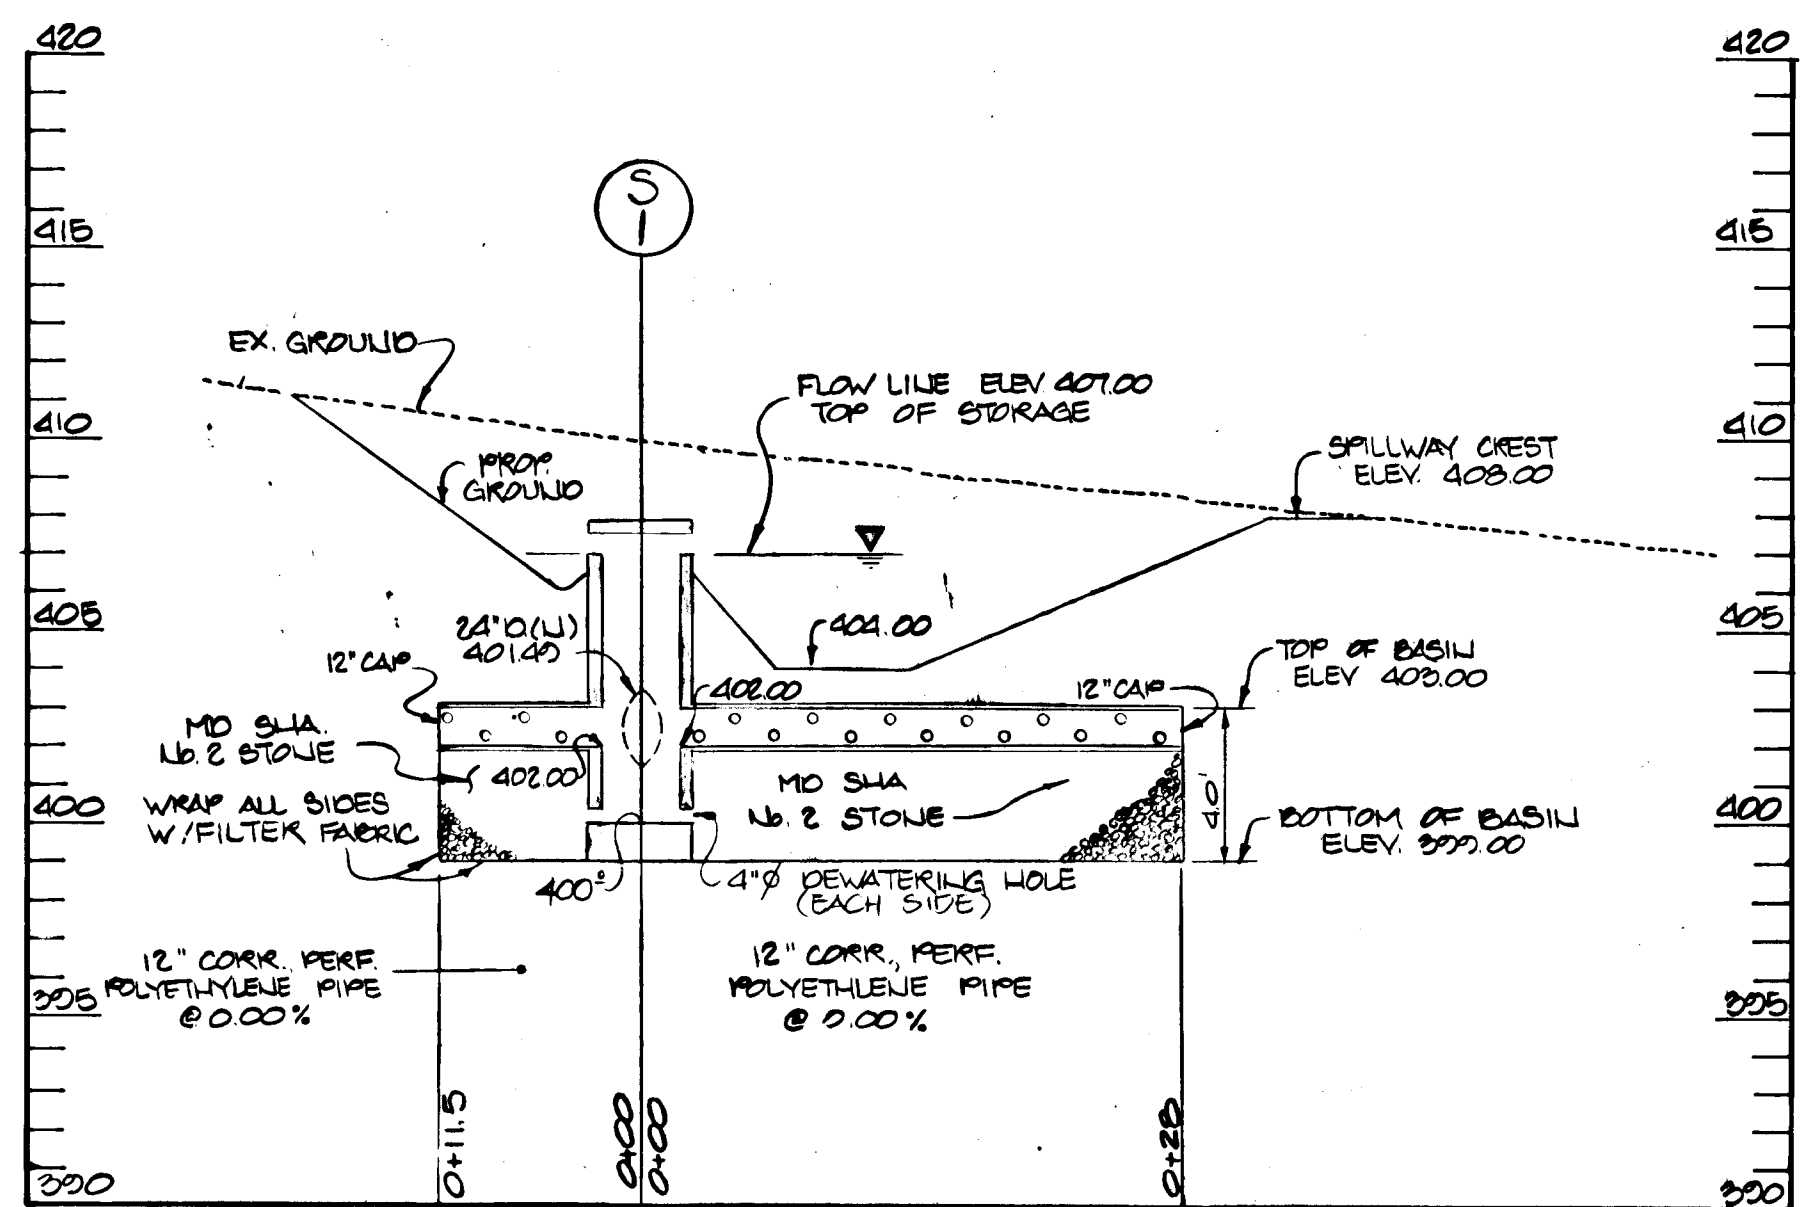 420
420
S
1
415
415
EX. GROUND
FLOW LINE ELEV. 407.00
TOP OF STORAGE
410
410
SPILLWAY CREST
ELEV. 408.00
PROP.
GROUND
405
405
24"D.(N)
401.49
404.00
TOP OF BASIN
ELEV 403.00
12" CAP
402.00
12" CAP
MD SHA.
No. 2 STONE
402.00
MD SHA
No. 2 STONE
4.0'
400
400
WRAP ALL SIDES
W/FILTER FABRIC
BOTTOM OF BASIN
ELEV. 399.00
400±
4"Ø DEWATERING HOLE
(EACH SIDE)
12" CORR., PERF.
POLYETHYLENE PIPE
@ 0.00%
12" CORR., PERF.
POLYETHLENE PIPE
@ 0.00%
395
395
0+11.5
0+00
0+00
0+28
390
390